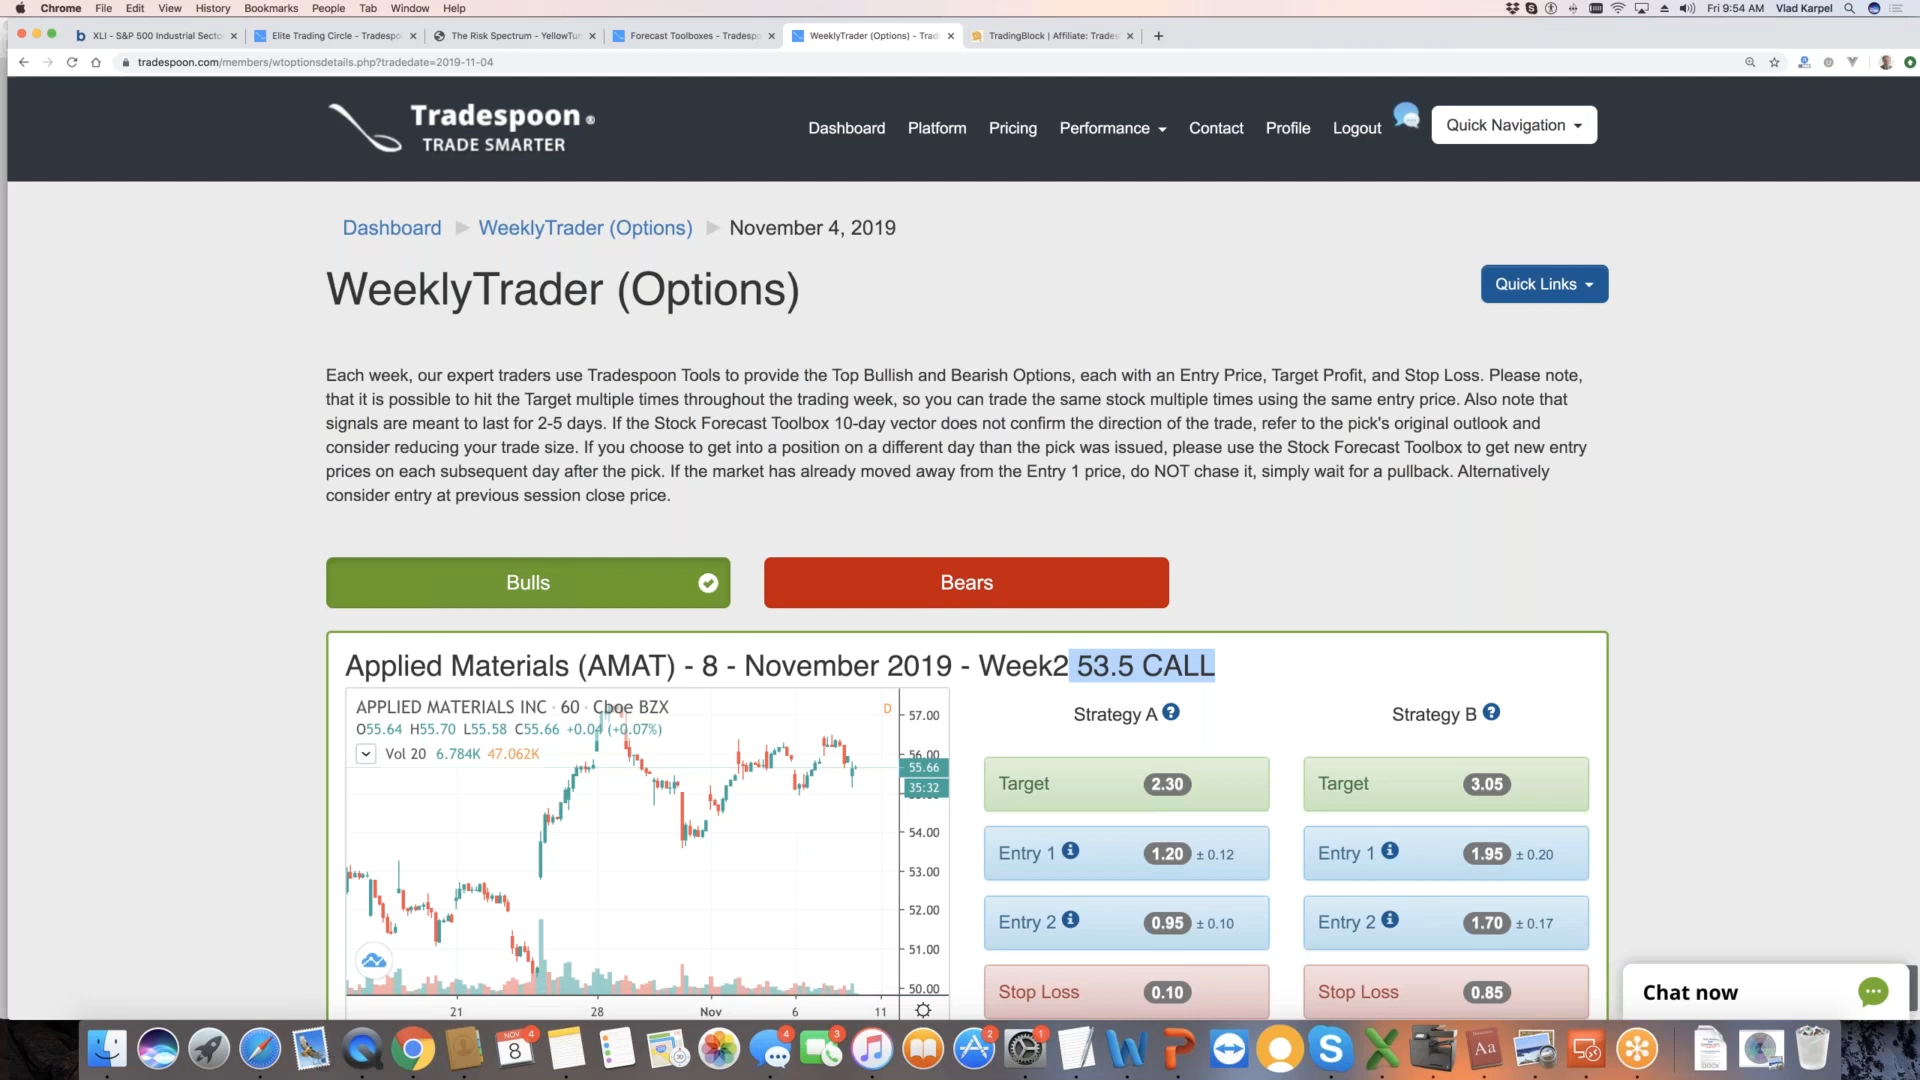 Chrome File Edit View History Bookmarks People Tab Window Help Fri 9:54 AM Vlad Karpel
XLI - S&P 500 Industrial Secto Elite Trading Circle - Tradespo The Risk Spectrum - YellowTu Forecast Toolboxes - Tradespo WeeklyTrader (Options) - Trad TradingBlock | Affiliate: Trades
tradespoon.com/members/wtoptionsdetails.php?tradedate=2019-11-04
Tradespoon®
TRADE SMARTER
Dashboard Platform Pricing Performance Contact Profile Logout Quick Navigation
Dashboard WeeklyTrader (Options) November 4, 2019
WeeklyTrader (Options)
Quick Links
Each week, our expert traders use Tradespoon Tools to provide the Top Bullish and Bearish Options, each with an Entry Price, Target Profit, and Stop Loss. Please note,
that it is possible to hit the Target multiple times throughout the trading week, so you can trade the same stock multiple times using the same entry price. Also note that
signals are meant to last for 2-5 days. If the Stock Forecast Toolbox 10-day vector does not confirm the direction of the trade, refer to the pick's original outlook and
consider reducing your trade size. If you choose to get into a position on a different day than the pick was issued, please use the Stock Forecast Toolbox to get new entry
prices on each subsequent day after the pick. If the market has already moved away from the Entry 1 price, do NOT chase it, simply wait for a pullback. Alternatively
consider entry at previous session close price.
Bulls
Bears
Applied Materials (AMAT) - 8 - November 2019 - Week2 53.5 CALL
APPLIED MATERIALS INC · 60 · Cboe BZX
D
O55.64 H55.70 L55.58 C55.66 +0.04 (+0.07%)
Vol 20 6.784K 47.062K
57.00
56.00
55.66
35:32
54.00
53.00
52.00
51.00
50.00
21 28 Nov 6 11
Strategy A
Target 2.30
Entry 1 1.20 ± 0.12
Entry 2 0.95 ± 0.10
Stop Loss 0.10
Strategy B
Target 3.05
Entry 1 1.95 ± 0.20
Entry 2 1.70 ± 0.17
Stop Loss 0.85
Chat now
NOV
8
4
4
3
2
1
Aa
DOCX